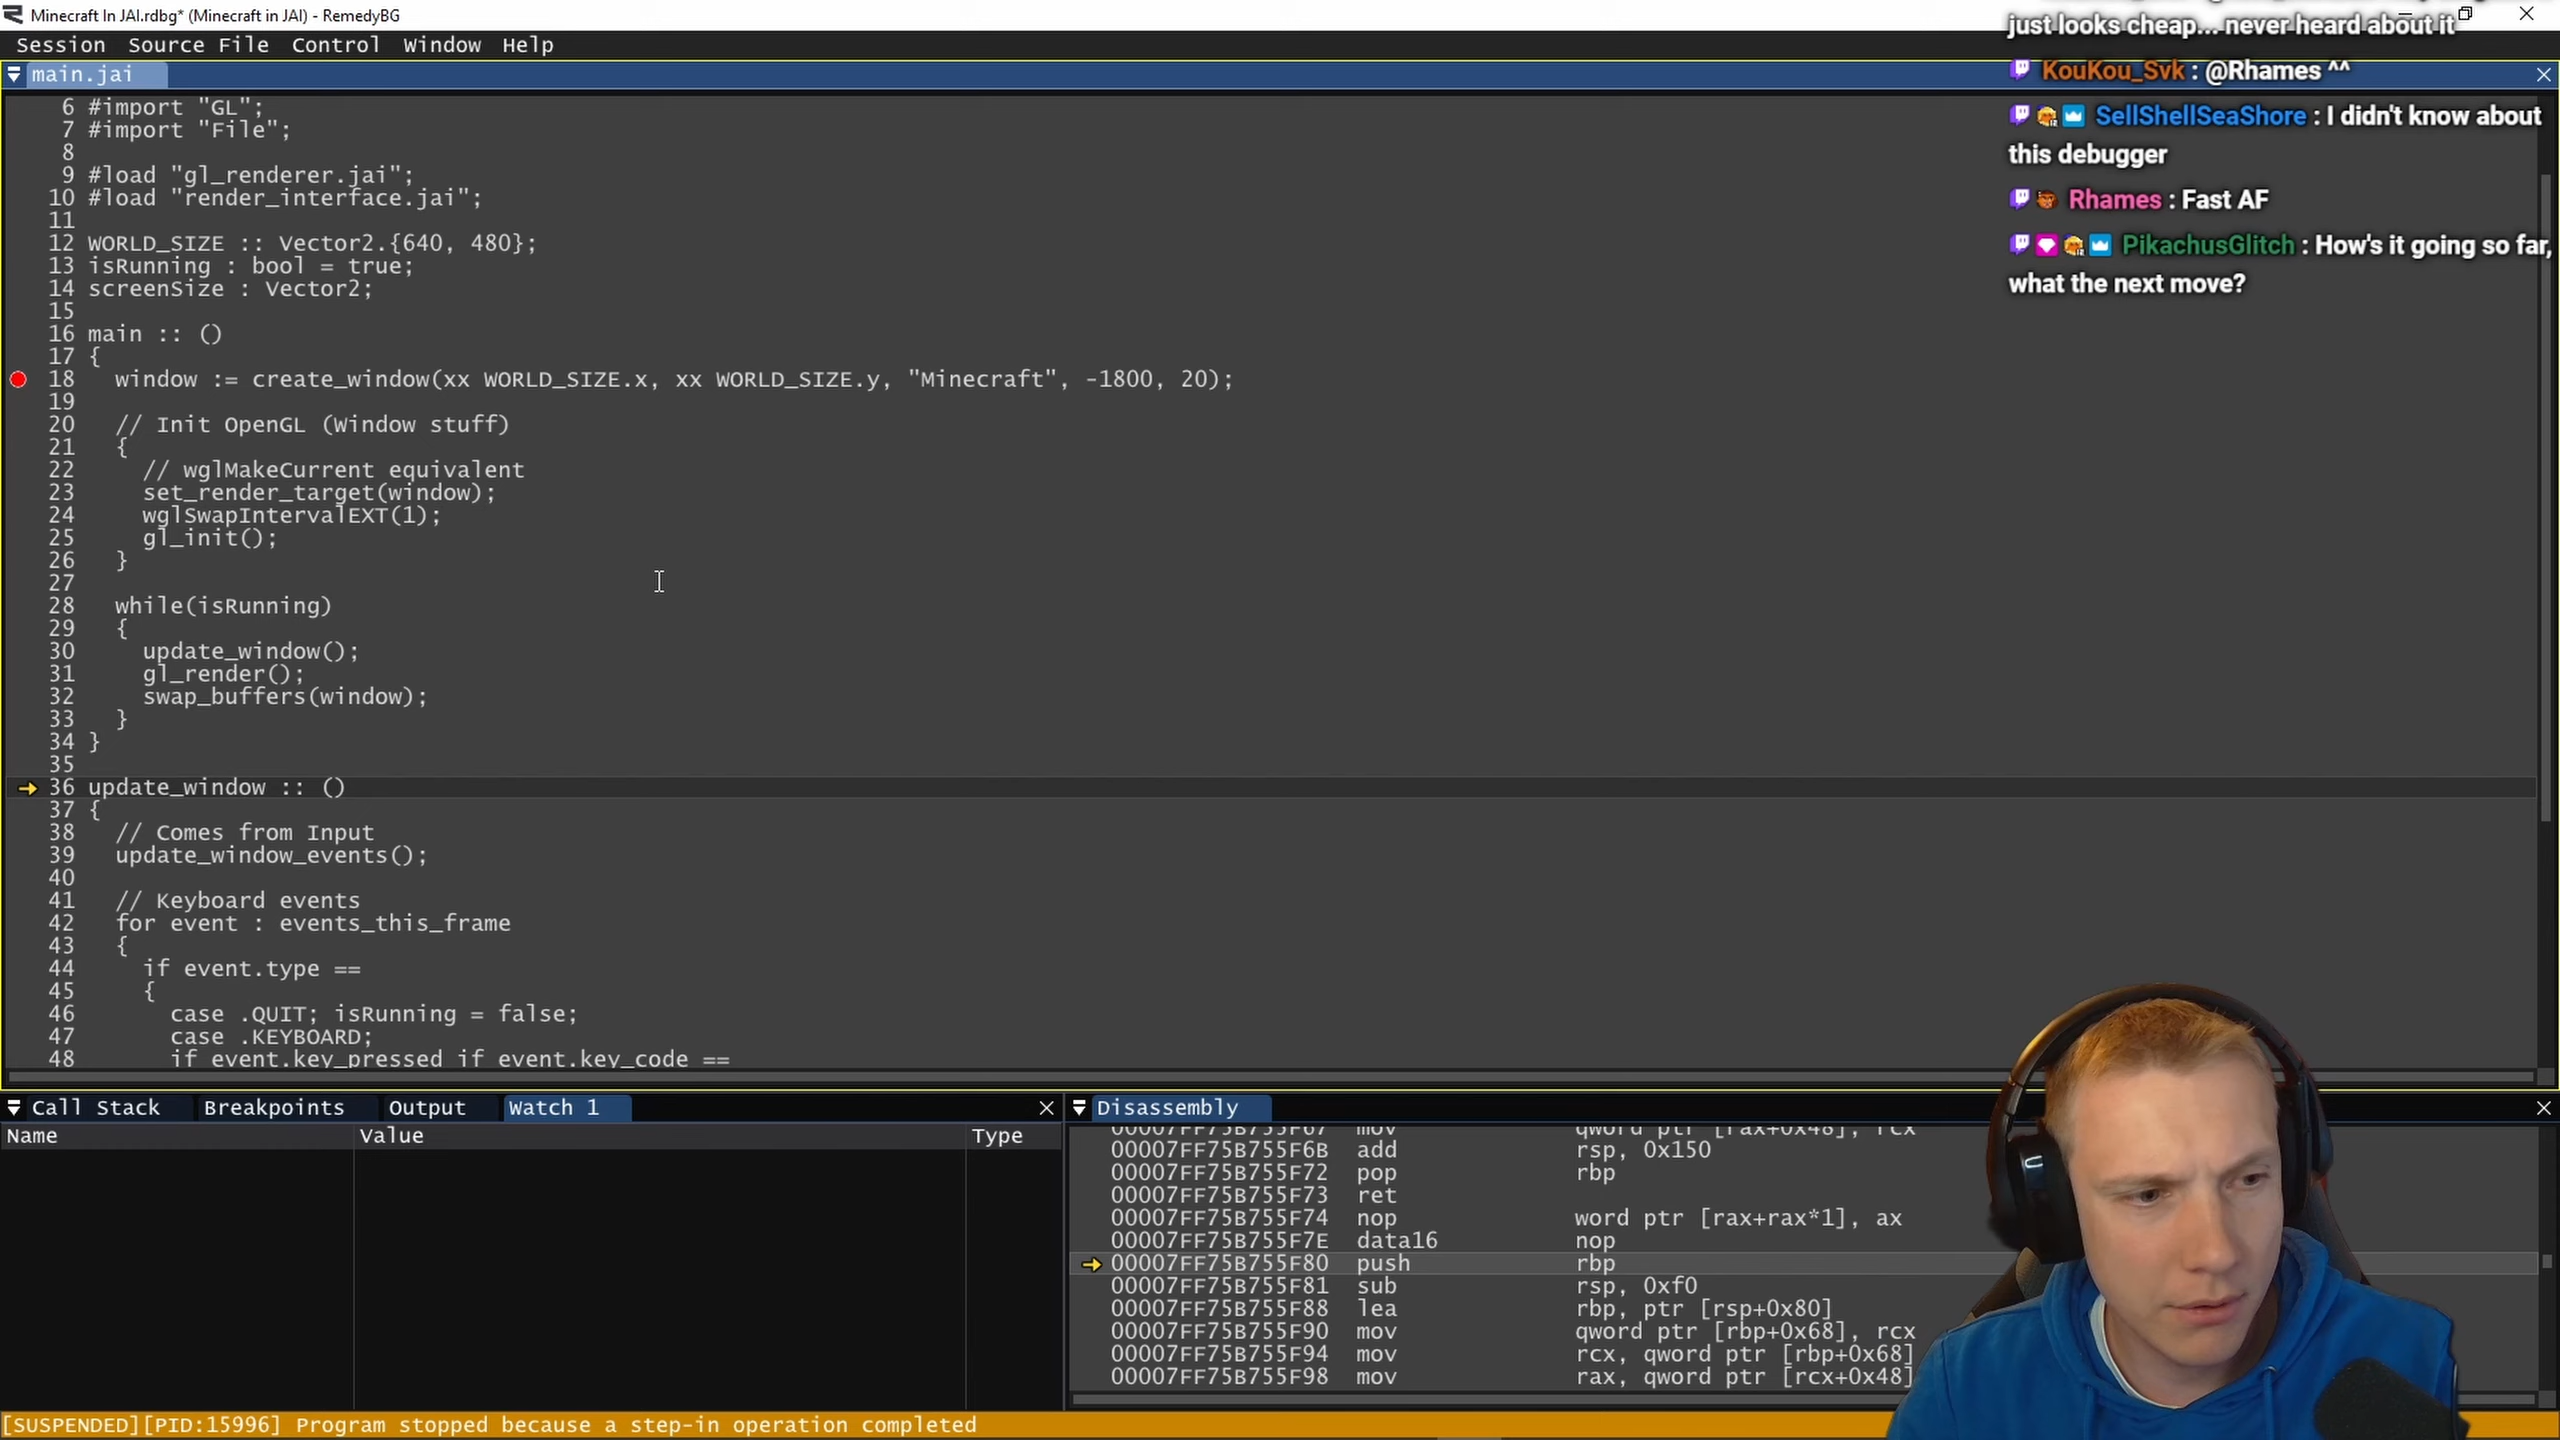 Minecraft In JAI.rdbg* (Minecraft in JAI) - RemedyBG
Session Source File Control Window Help
main.jai
6 #import "GL";
7 #import "File";
8
9 #load "gl_renderer.jai";
10 #load "render_interface.jai";
11
12 WORLD_SIZE :: Vector2.{640, 480};
13 isRunning : bool = true;
14 screenSize : Vector2;
15
16 main :: ()
17 {
18 window := create_window(xx WORLD_SIZE.x, xx WORLD_SIZE.y, "Minecraft", -1800, 20);
19
20 // Init OpenGL (Window stuff)
21 {
22 // wglMakeCurrent equivalent
23 set_render_target(window);
24 wglSwapIntervalEXT(1);
25 gl_init();
26 }
27
28 while(isRunning)
29 {
30 update_window();
31 gl_render();
32 swap_buffers(window);
33 }
34 }
35
36 update_window :: ()
37 {
38 // Comes from Input
39 update_window_events();
40
41 // Keyboard events
42 for event : events_this_frame
43 {
44 if event.type ==
45 {
46 case .QUIT; isRunning = false;
47 case .KEYBOARD;
48 if event.key_pressed if event.key_code ==
just looks cheap... never heard about it
KouKou_Svk : @Rhames ^^
SellShellSeaShore : I didn't know about
this debugger
Rhames : Fast AF
PikachusGlitch : How's it going so far,
what the next move?
Call Stack Breakpoints Output Watch 1
Name Value Type
Disassembly
00007FF75B755F67 mov qword ptr [rax+0x48], rcx
00007FF75B755F6B add rsp, 0x150
00007FF75B755F72 pop rbp
00007FF75B755F73 ret
00007FF75B755F74 nop word ptr [rax+rax*1], ax
00007FF75B755F7E data16 nop
00007FF75B755F80 push rbp
00007FF75B755F81 sub rsp, 0xf0
00007FF75B755F88 lea rbp, ptr [rsp+0x80]
00007FF75B755F90 mov qword ptr [rbp+0x68], rcx
00007FF75B755F94 mov rcx, qword ptr [rbp+0x68]
00007FF75B755F98 mov rax, qword ptr [rcx+0x48]
[SUSPENDED][PID:15996] Program stopped because a step-in operation completed